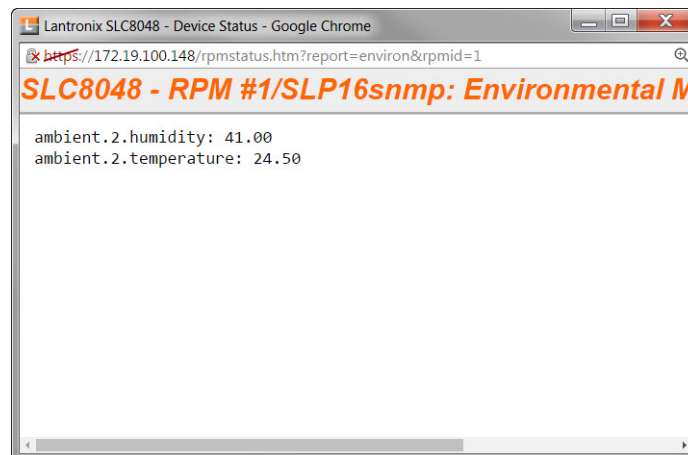 Lantronix SLC8048 - Device Status - Google Chrome
https://172.19.100.148/rpmstatus.htm?report=environ&rpmid=1
SLC8048 - RPM #1/SLP16snmp: Environmental M
ambient.2.humidity: 41.00
ambient.2.temperature: 24.50